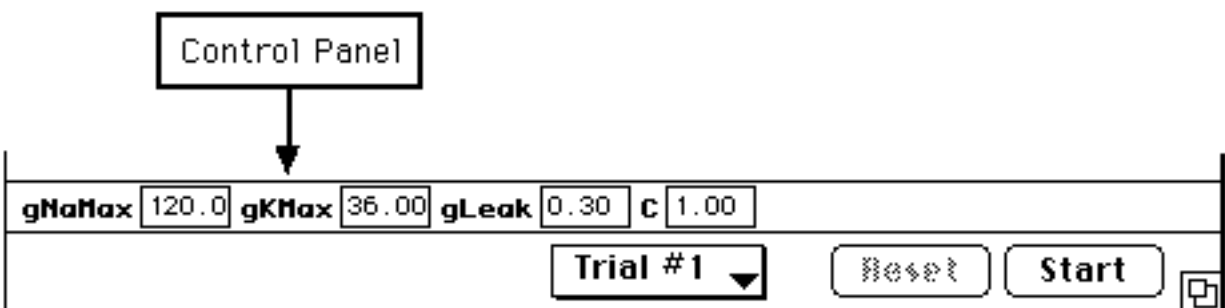 Control Panel
gNaMax 120.0 gKMax 36.00 gLeak 0.30 C 1.00
Trial #1 Reset Start